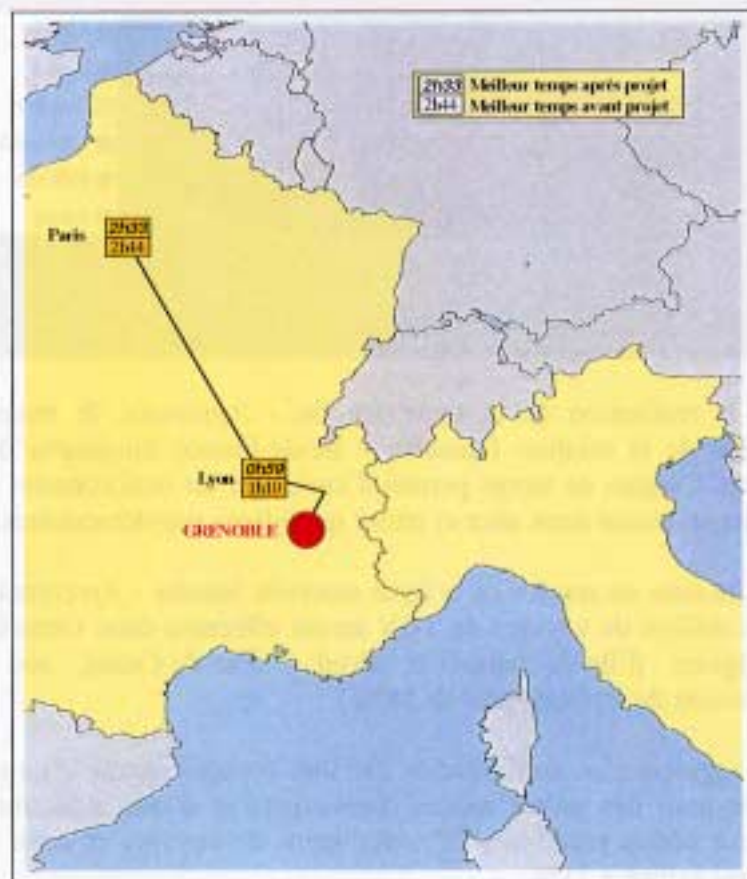 2h33 Meilleur temps après projet
2h44 Meilleur temps avant projet
Paris 2h33
2h44
Lyon 0h59
1h10
GRENOBLE